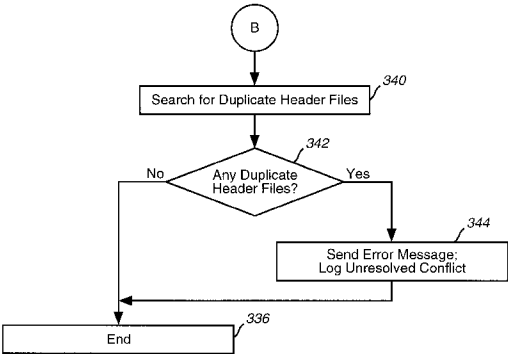 B
340
Search for Duplicate Header Files
342
No
Any Duplicate
Header Files?
Yes
344
Send Error Message;
Log Unresolved Conflict
336
End